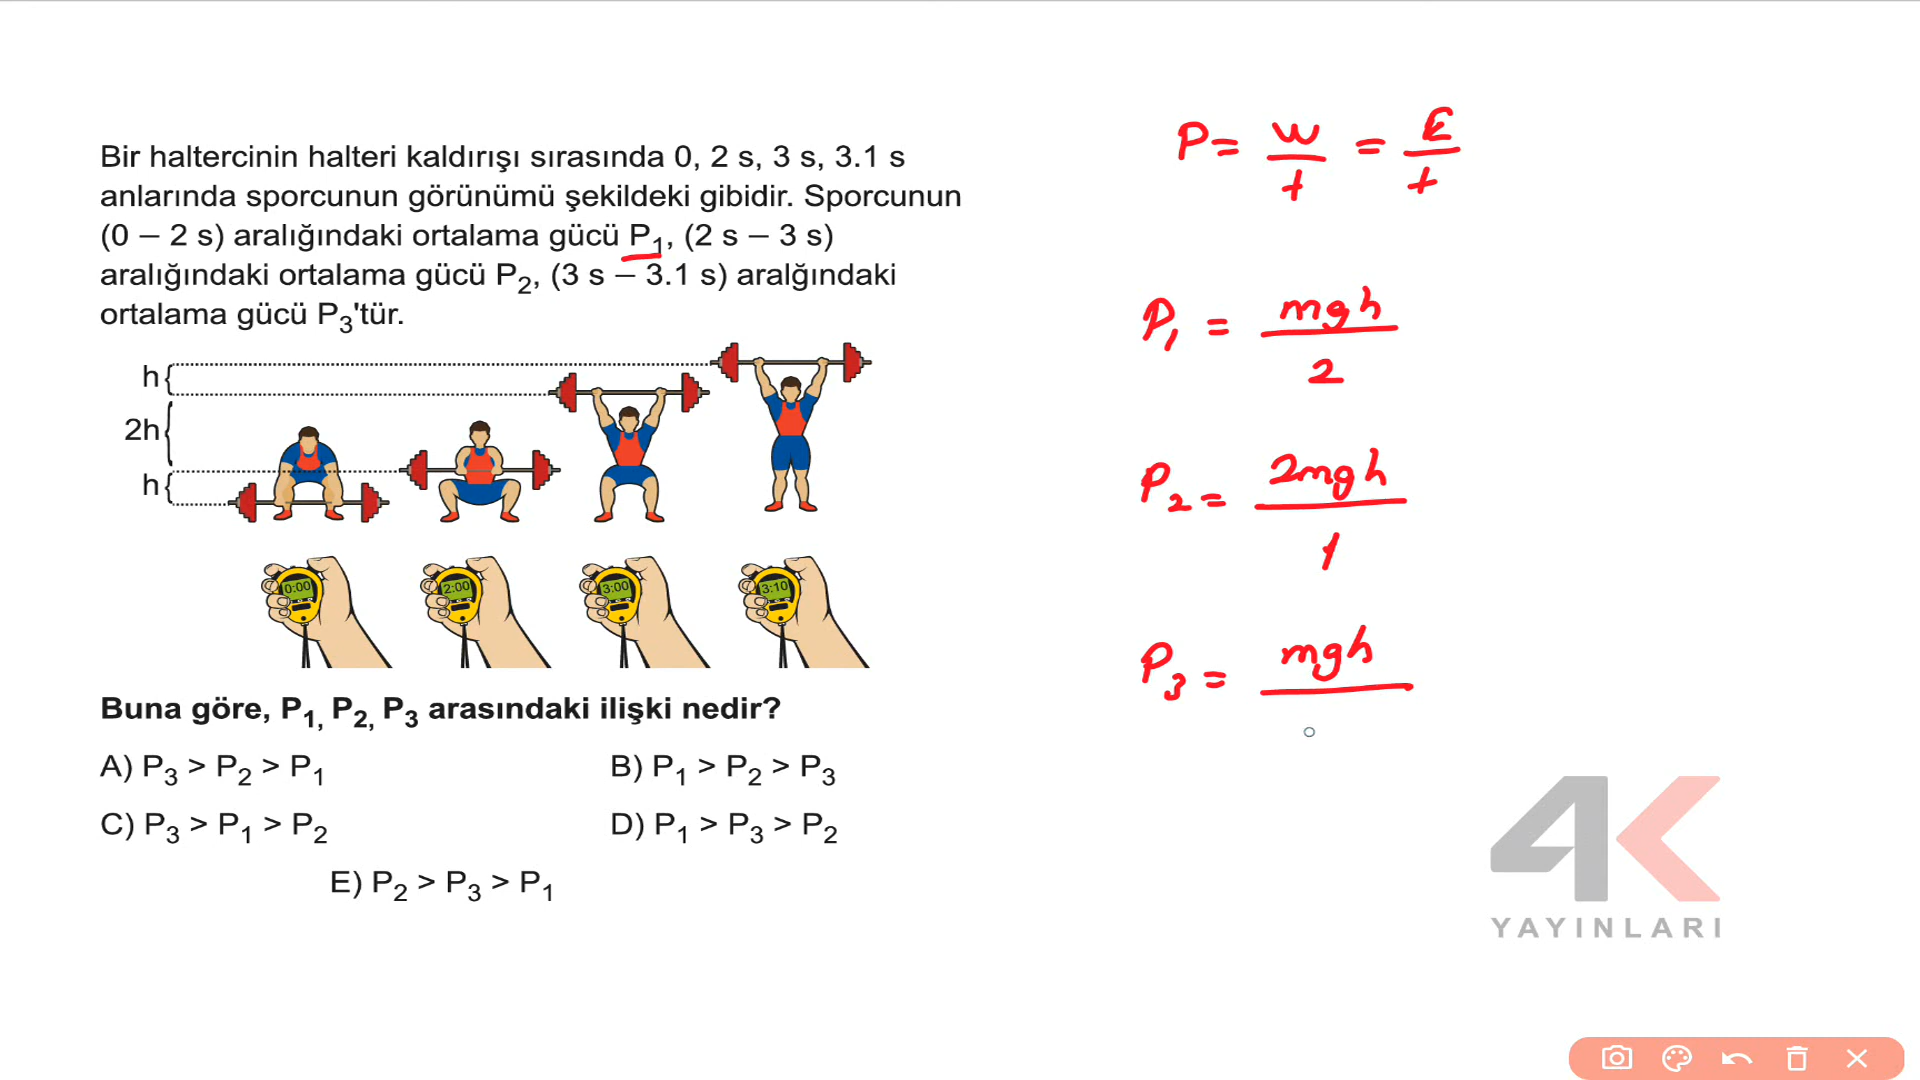 Bir haltercinin halteri kaldırışı sırasında 0, 2 s, 3 s, 3.1 s
anlarında sporcunun görünümü şekildeki gibidir. Sporcunun
(0 – 2 s) aralığındaki ortalama gücü P₁, (2 s – 3 s)
aralığındaki ortalama gücü P₂, (3 s – 3.1 s) aralğındaki
ortalama gücü P₃'tür.
h
2h
h
0:00 2:00 3:00 3:10
Buna göre, P₁, P₂, P₃ arasındaki ilişki nedir?
A) P₃ > P₂ > P₁
B) P₁ > P₂ > P₃
C) P₃ > P₁ > P₂
D) P₁ > P₃ > P₂
E) P₂ > P₃ > P₁
P = W/t = E/t
P₁ = mgh/2
P₂ = 2mgh/1
P₃ = mgh/
4K
YAYINLARI